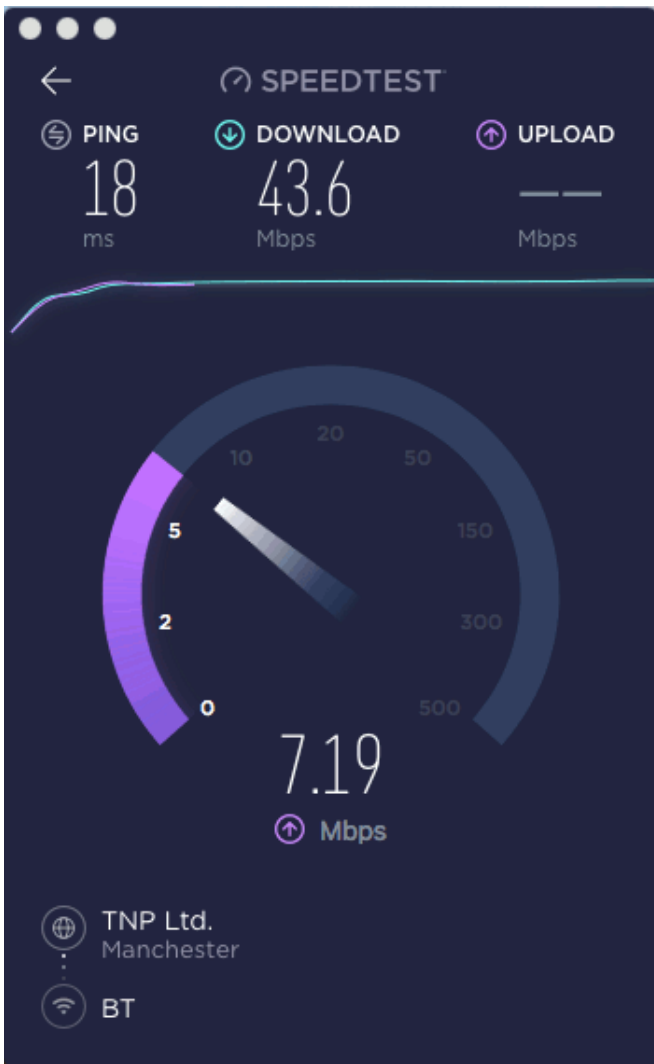 SPEEDTEST
PING
18
ms
DOWNLOAD
43.6
Mbps
UPLOAD
——
Mbps
0
2
5
10
20
50
150
300
500
7.19
Mbps
TNP Ltd.
Manchester
BT